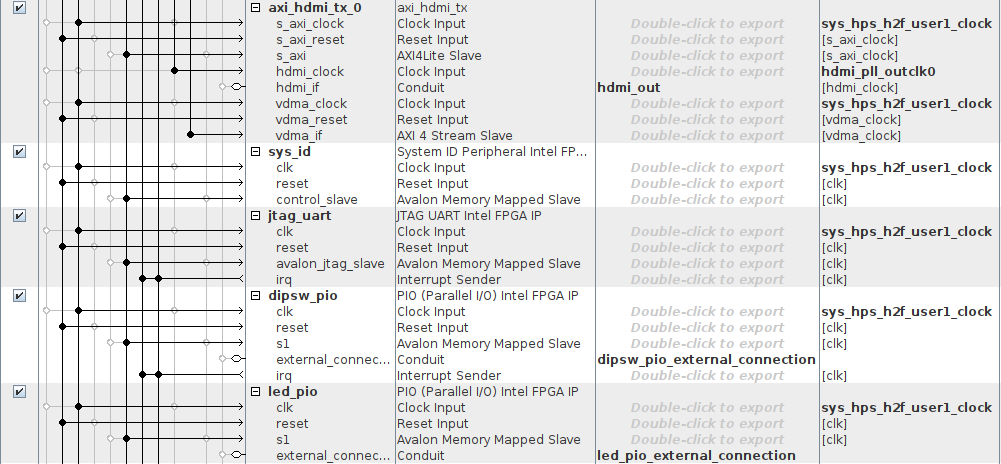 axi_hdmi_tx_0 axi_hdmi_tx
s_axi_clock Clock Input Double-click to export sys_hps_h2f_user1_clock
s_axi_reset Reset Input Double-click to export [s_axi_clock]
s_axi AXI4Lite Slave Double-click to export [s_axi_clock]
hdmi_clock Clock Input Double-click to export hdmi_pll_outclk0
hdmi_if Conduit hdmi_out [hdmi_clock]
vdma_clock Clock Input Double-click to export sys_hps_h2f_user1_clock
vdma_reset Reset Input Double-click to export [vdma_clock]
vdma_if AXI 4 Stream Slave Double-click to export [vdma_clock]
sys_id System ID Peripheral Intel FP...
clk Clock Input Double-click to export sys_hps_h2f_user1_clock
reset Reset Input Double-click to export [clk]
control_slave Avalon Memory Mapped Slave Double-click to export [clk]
jtag_uart JTAG UART Intel FPGA IP
clk Clock Input Double-click to export sys_hps_h2f_user1_clock
reset Reset Input Double-click to export [clk]
avalon_jtag_slave Avalon Memory Mapped Slave Double-click to export [clk]
irq Interrupt Sender Double-click to export [clk]
dipsw_pio PIO (Parallel I/O) Intel FPGA IP
clk Clock Input Double-click to export sys_hps_h2f_user1_clock
reset Reset Input Double-click to export [clk]
s1 Avalon Memory Mapped Slave Double-click to export [clk]
external_connec... Conduit dipsw_pio_external_connection
irq Interrupt Sender Double-click to export [clk]
led_pio PIO (Parallel I/O) Intel FPGA IP
clk Clock Input Double-click to export sys_hps_h2f_user1_clock
reset Reset Input Double-click to export [clk]
s1 Avalon Memory Mapped Slave Double-click to export [clk]
external_connec... Conduit led_pio_external_connection